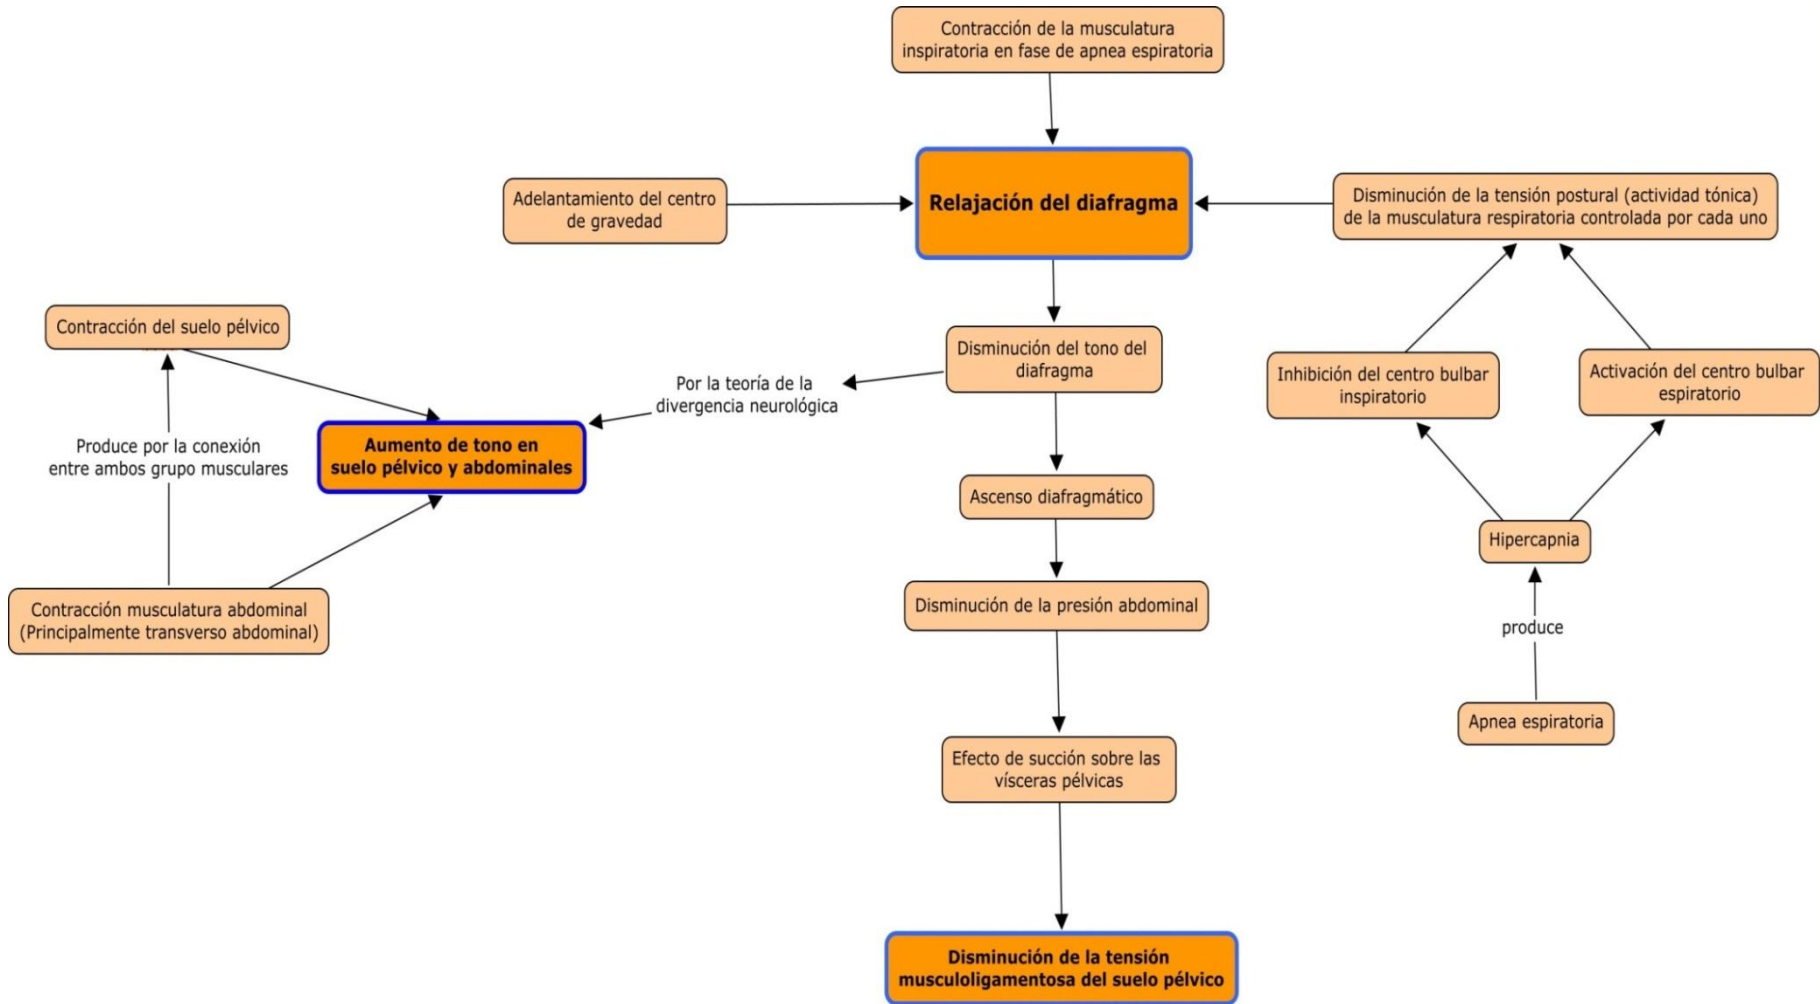 Contracción de la musculatura
inspiratoria en fase de apnea espiratoria
Adelantamiento del centro
de gravedad
Relajación del diafragma
Disminución de la tensión postural (actividad tónica)
de la musculatura respiratoria controlada por cada uno
Contracción del suelo pélvico
Disminución del tono del
diafragma
Inhibición del centro bulbar
inspiratorio
Activación del centro bulbar
espiratorio
Por la teoría de la
divergencia neurológica
Produce por la conexión
entre ambos grupo musculares
Aumento de tono en
suelo pélvico y abdominales
Ascenso diafragmático
Hipercapnia
Contracción musculatura abdominal
(Principalmente transverso abdominal)
Disminución de la presión abdominal
produce
Apnea espiratoria
Efecto de succión sobre las
vísceras pélvicas
Disminución de la tensión
musculoligamentosa del suelo pélvico